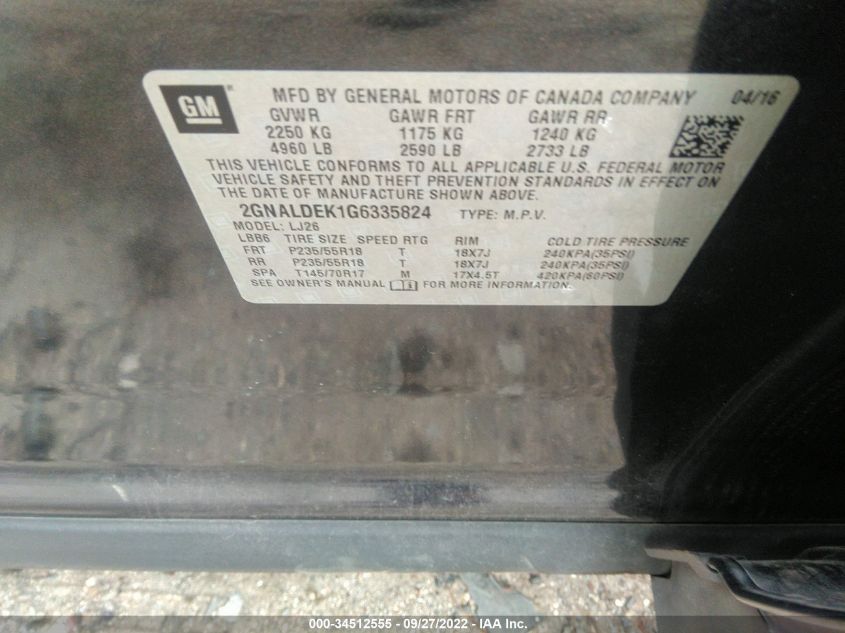 GM MFD BY GENERAL MOTORS OF CANADA COMPANY 04/16
GVWR GAWR FRT GAWR RR
2250 KG 1175 KG 1240 KG
4960 LB 2590 LB 2733 LB
THIS VEHICLE CONFORMS TO ALL APPLICABLE U.S. FEDERAL MOTOR
VEHICLE SAFETY AND THEFT PREVENTION STANDARDS IN EFFECT ON
THE DATE OF MANUFACTURE SHOWN ABOVE.
2GNALDEK1G6335824 TYPE: M.P.V.
MODEL: LJ26
LBB6 TIRE SIZE SPEED RTG RIM COLD TIRE PRESSURE
FRT P235/55R18 T 18X7J 240KPA(35PSI)
RR P235/55R18 T 18X7J 240KPA(35PSI)
SPA T145/70R17 M 17X4.5T 420KPA(60PSI)
SEE OWNER'S MANUAL FOR MORE INFORMATION.
000-34512555 - 09/27/2022 - © IAA Inc.